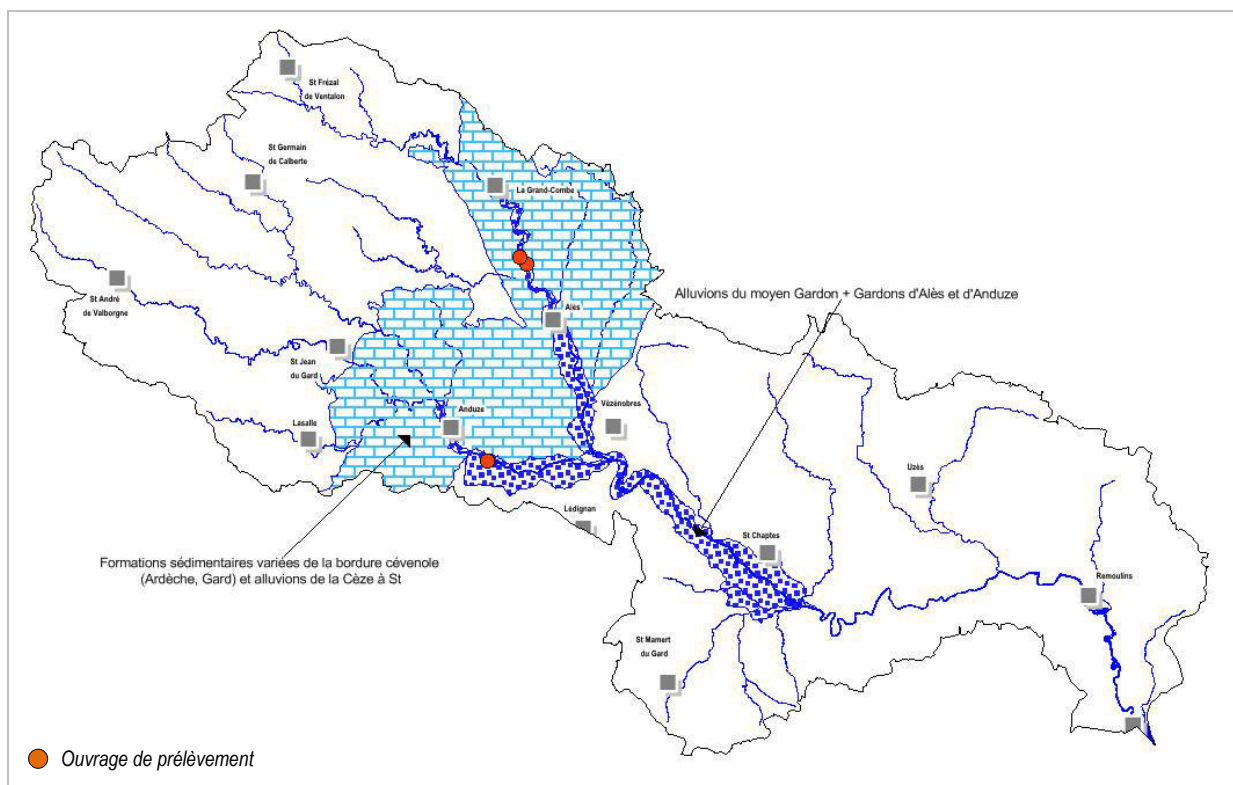 St Frézal
de Ventalon
St Germain
de Calberte
La Grand-Combe
St André
de Valborgne
Alluvions du moyen Gardon + Gardons d'Alès et d'Anduze
Alès
St Jean
du Gard
Anduze
Vézénobres
Lasalle
Uzès
Lédignan
St Chaptes
Formations sédimentaires variées de la bordure cévenole
(Ardèche, Gard) et alluvions de la Cèze à St
Remoulins
St Mamert
du Gard
Ouvrage de prélèvement